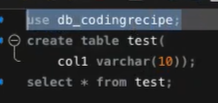 use db_codingrecipe;
create table test(
    col1 varchar(10));
select * from test;